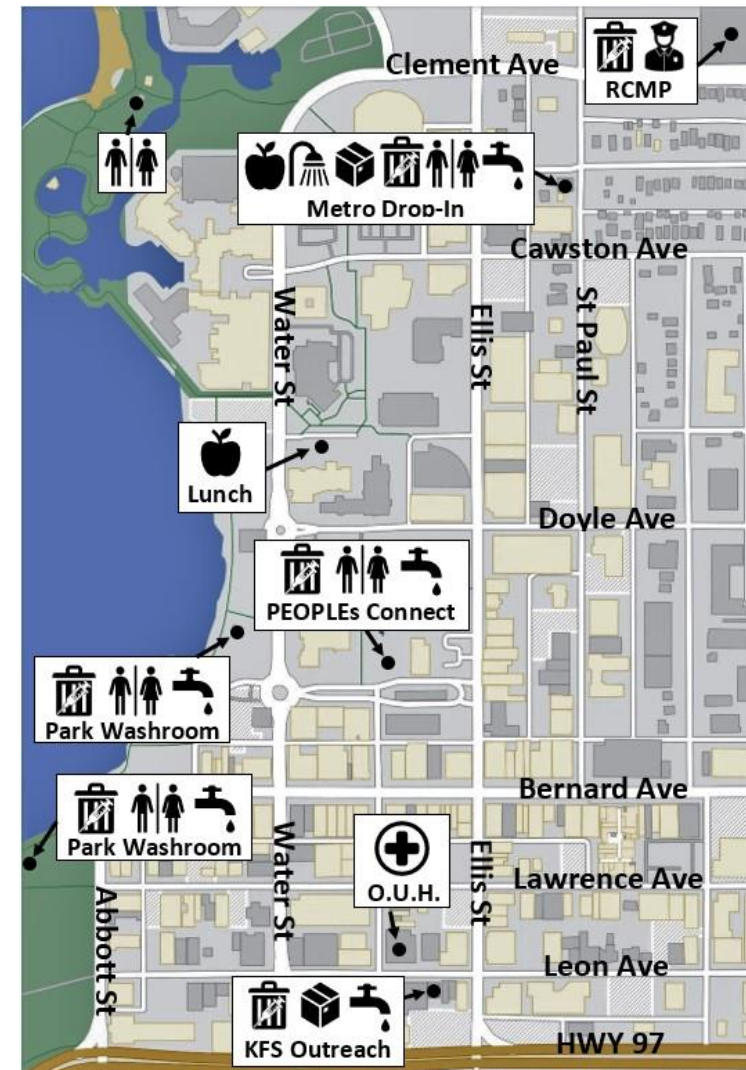 Clement Ave
RCMP
Metro Drop-In
Cawston Ave
Water St
Ellis St
St Paul St
Lunch
Doyle Ave
PEOPLEs Connect
Park Washroom
Bernard Ave
Park Washroom
Water St
O.U.H.
Ellis St
Lawrence Ave
Abbott St
Leon Ave
KFS Outreach
HWY 97